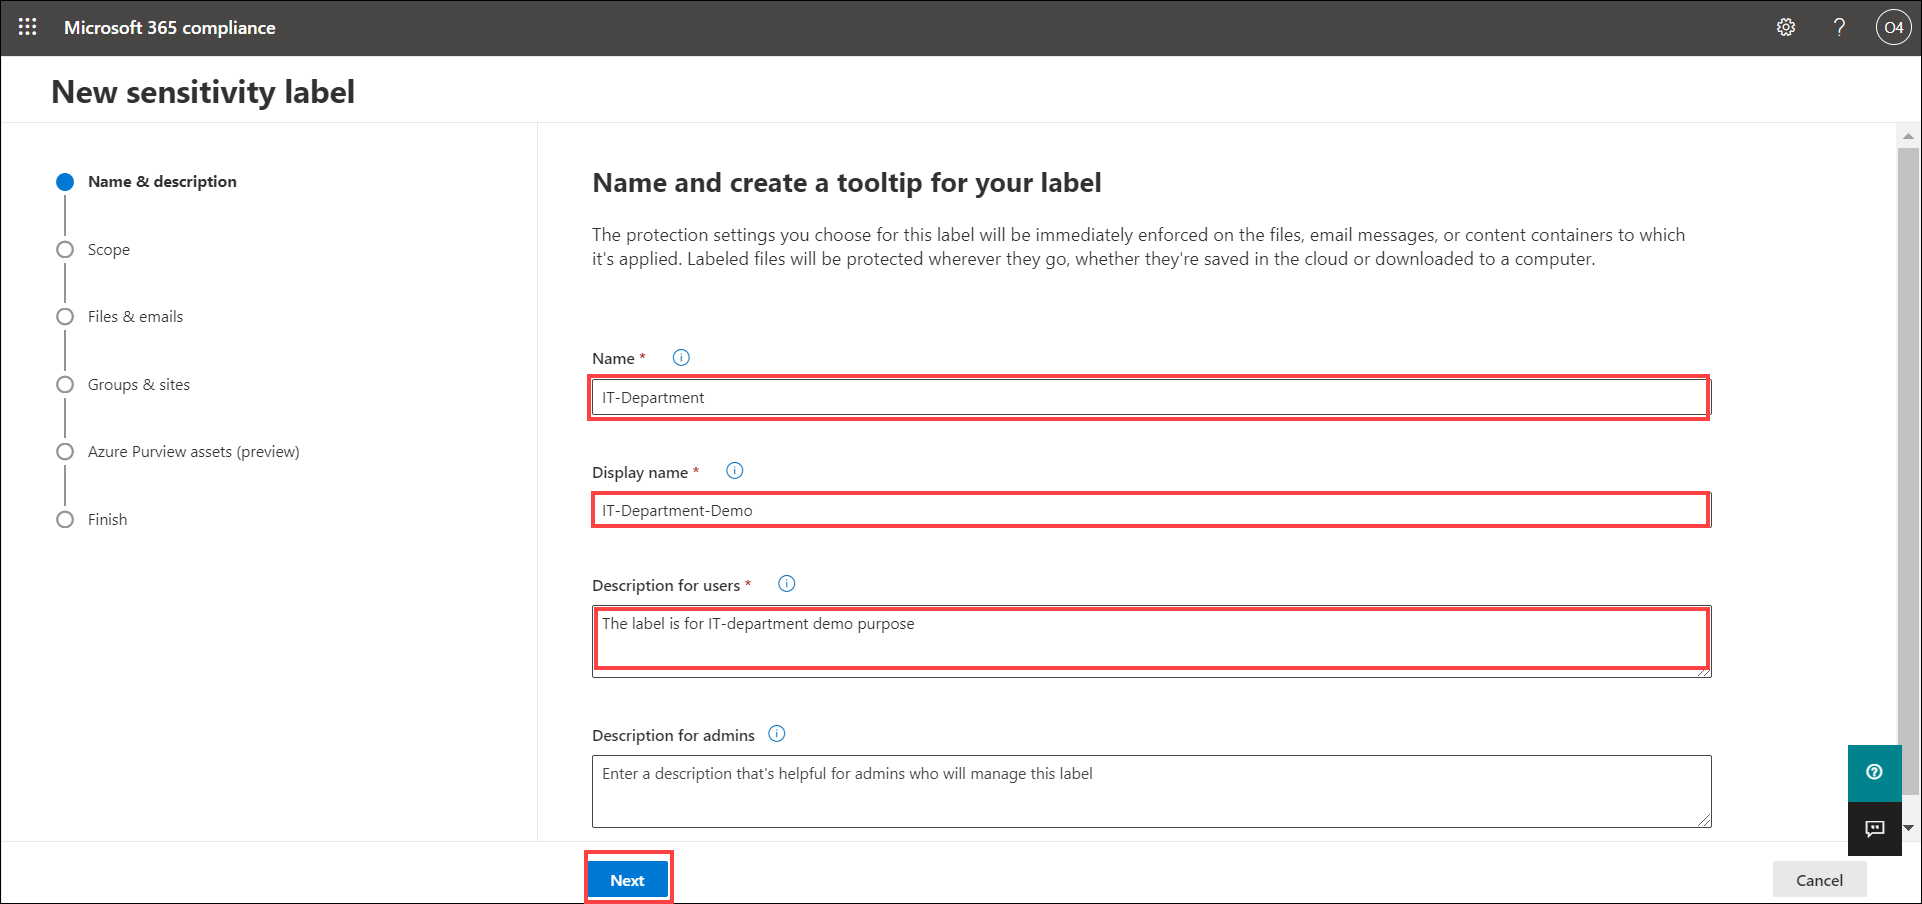 Microsoft 365 compliance
?
O4
New sensitivity label
Name & description
Scope
Files & emails
Groups & sites
Azure Purview assets (preview)
Finish
Name and create a tooltip for your label
The protection settings you choose for this label will be immediately enforced on the files, email messages, or content containers to which
it's applied. Labeled files will be protected wherever they go, whether they're saved in the cloud or downloaded to a computer.
Name *
IT-Department
Display name *
IT-Department-Demo
Description for users *
The label is for IT-department demo purpose
Description for admins
Enter a description that's helpful for admins who will manage this label
Next
Cancel